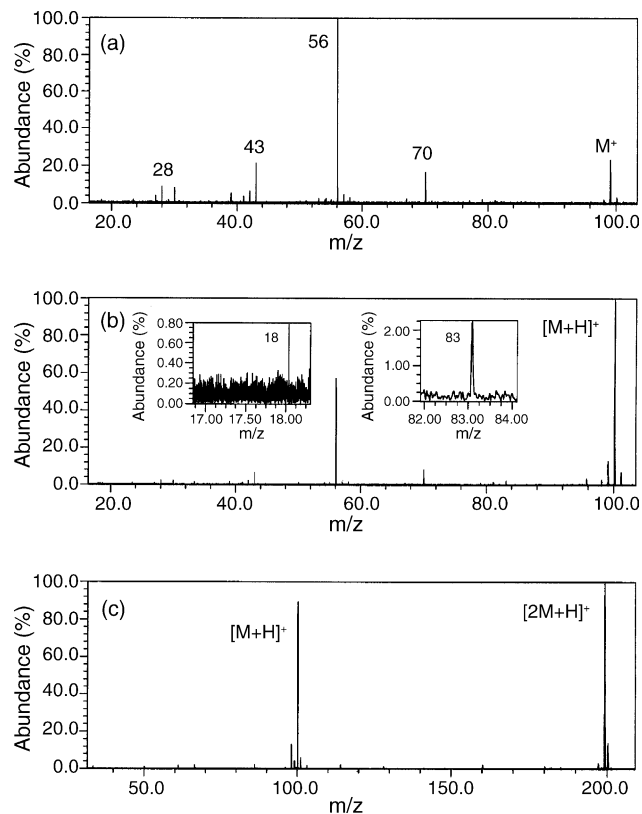 (a)
Abundance (%)
100.0
80.0
60.0
40.0
20.0
0.0
56
28
43
70
M+
20.0 40.0 60.0 80.0 100.0
m/z
(b)
Abundance (%)
100.0
80.0
60.0
40.0
20.0
0.0
[M+H]+
Abundance (%)
0.80
0.60
0.40
0.20
0.00
18
17.00 17.50 18.00
m/z
Abundance (%)
2.00
1.00
0.00
83
82.00 83.00 84.00
m/z
20.0 40.0 60.0 80.0 100.0
m/z
(c)
Abundance (%)
100.0
80.0
60.0
40.0
20.0
0.0
[M+H]+
[2M+H]+
50.0 100.0 150.0 200.0
m/z